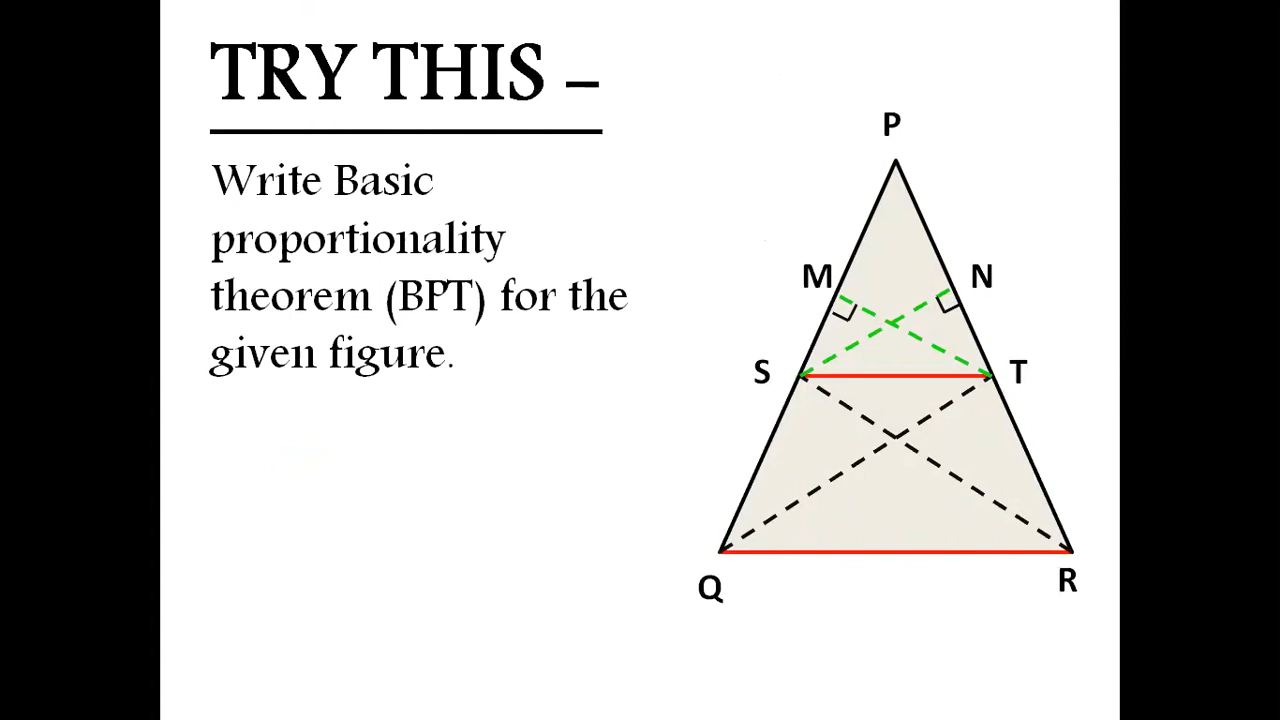 TRY THIS –
Write Basic
proportionality
theorem (BPT) for the
given figure.
P
M
N
S
T
Q
R